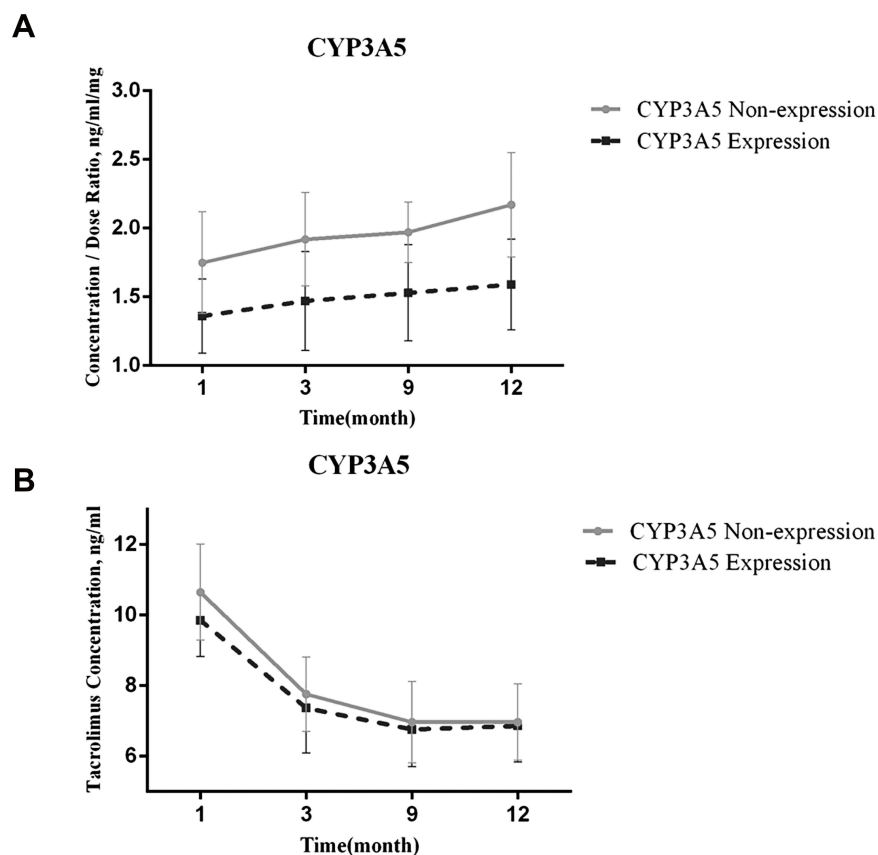 A
CYP3A5
Concentration / Dose Ratio, ng/ml/mg
3.0
2.5
2.0
1.5
1.0
1 3 9 12
Time(month)
CYP3A5 Non-expression
CYP3A5 Expression
B
CYP3A5
Tacrolimus Concentration, ng/ml
12
10
8
6
1 3 9 12
Time(month)
CYP3A5 Non-expression
CYP3A5 Expression